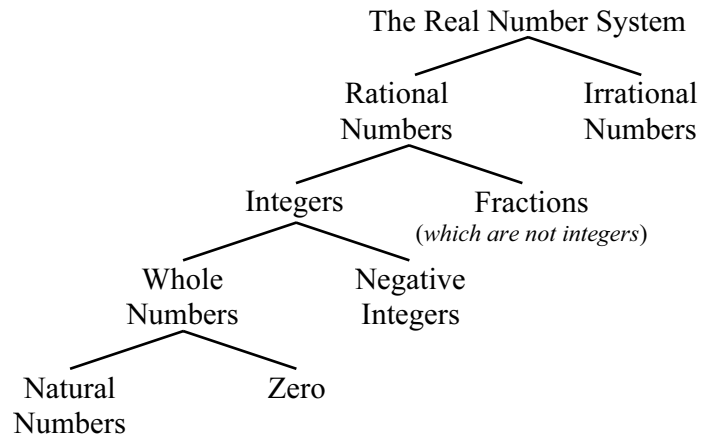 The Real Number System
Rational
Numbers
Irrational
Numbers
Integers
Fractions
(which are not integers)
Whole
Numbers
Negative
Integers
Natural
Numbers
Zero